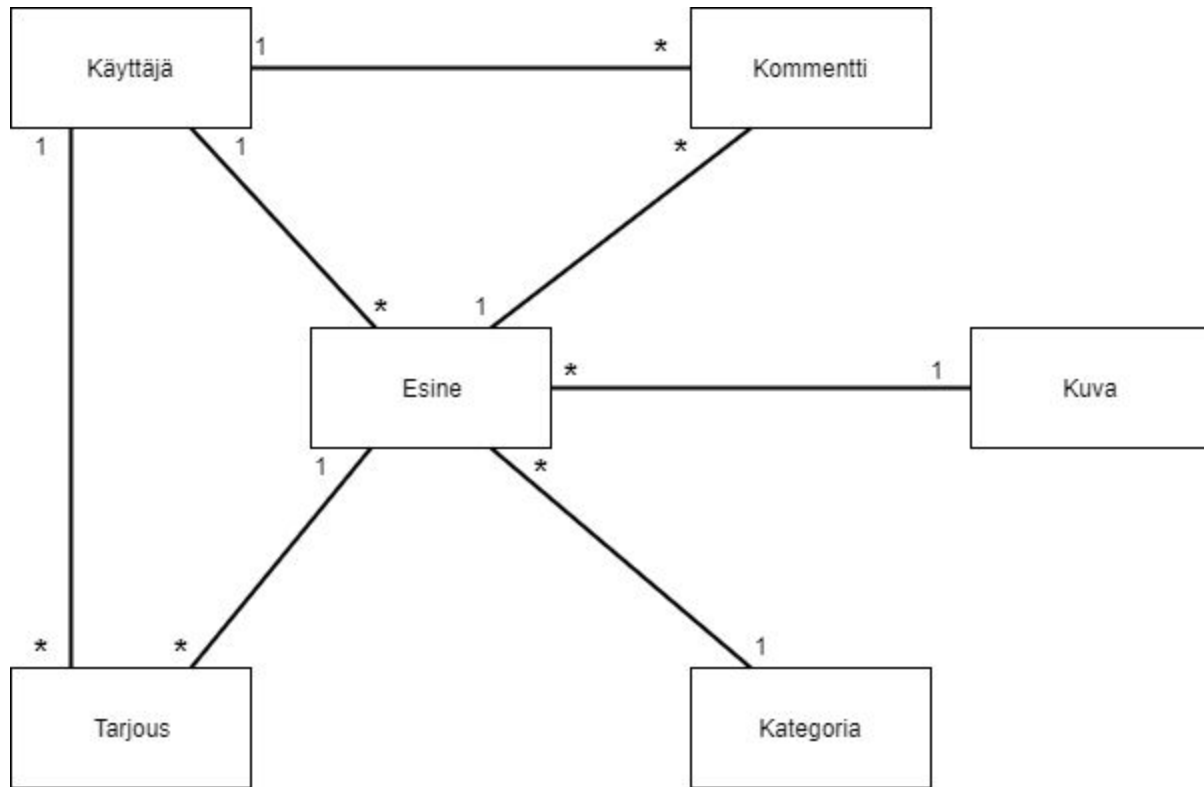 Käyttäjä
1
*
Kommentti
1
1
*
*
1
Esine
*
1
Kuva
1
*
*
*
1
Tarjous
Kategoria